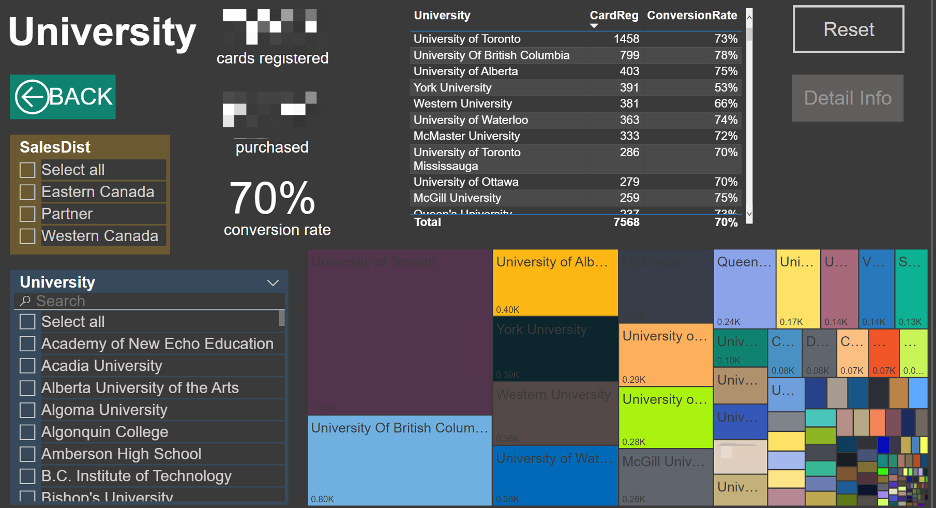 University
cards registered
BACK
purchased
70%
conversion rate
SalesDist
Select all
Eastern Canada
Partner
Western Canada
University
Search
Select all
Academy of New Echo Education
Acadia University
Alberta University of the Arts
Algoma University
Algonquin College
Amberson High School
B.C. Institute of Technology
Bishop's University
University CardReg ConversionRate
University of Toronto 1458 73%
University Of British Columbia 799 78%
University of Alberta 403 75%
York University 391 53%
Western University 381 66%
University of Waterloo 363 74%
McMaster University 333 72%
University of Toronto
Mississauga 286 70%
University of Ottawa 279 70%
McGill University 259 75%
Queen's University 237 73%
Total 7568 70%
Reset
Detail Info
University of Toronto
University Of British Colum...
0.80K
University of Alb...
0.40K
York University
0.39K
Western University
0.38K
University of Wat...
0.36K
University o...
0.29K
University o...
0.28K
McGill Univ...
0.26K
Queen...
0.24K
Uni...
0.17K
U...
0.14K
V...
0.14K
S...
0.13K
Univ...
0.10K
C...
0.08K
D...
0.08K
C...
0.07K
E...
0.07K
L...
0.0...
Univ...
U...
Univ...
Univ...